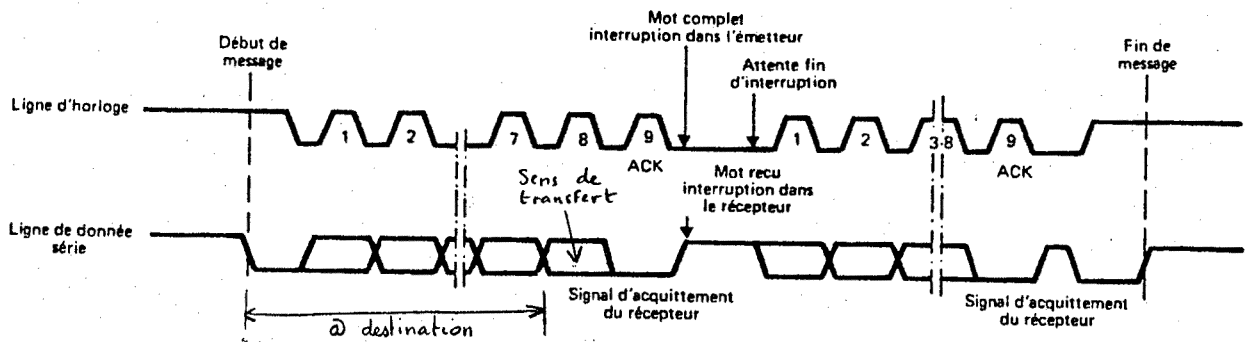 Mot complet
interruption dans l'émetteur
Début de
message
Attente fin
d'interruption
Fin de
message
Ligne d'horloge
1 2 7 8 9 1 2 3-8 9
ACK
ACK
Sens de
transfert
Mot recu
interruption dans
le récepteur
Ligne de donnée
série
Signal d'acquittement
du récepteur
Signal d'acquittement
du récepteur
@ destination